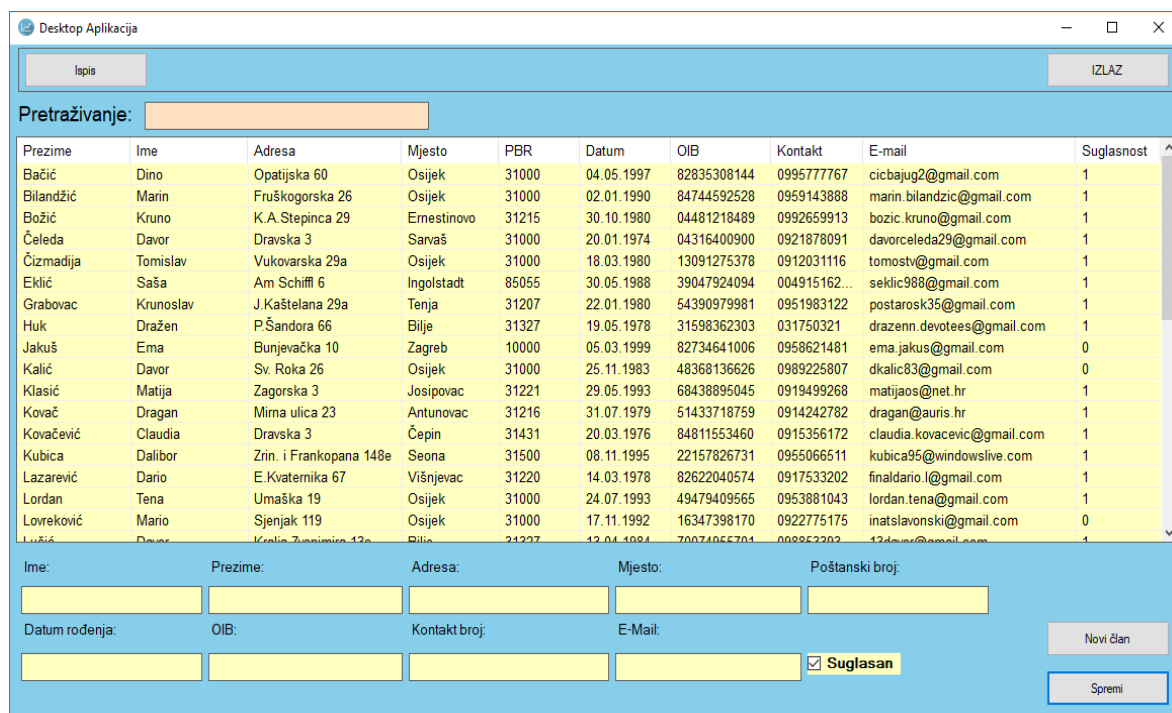 Desktop Aplikacija
Ispis IZLAZ
Pretraživanje:
Prezime Ime Adresa Mjesto PBR Datum OIB Kontakt E-mail Suglasnost
Bačić Dino Opatijska 60 Osijek 31000 04.05.1997 82835308144 0995777767 cicbajug2@gmail.com 1
Bilandžić Marin Fruškogorska 26 Osijek 31000 02.01.1990 84744592528 0959143888 marin.bilandzic@gmail.com 1
Božić Kruno K.A.Stepinca 29 Ernestinovo 31215 30.10.1980 04481218489 0992659913 bozic.kruno@gmail.com 1
Čeleda Davor Dravska 3 Sarvaš 31000 20.01.1974 04316400900 0921878091 davorceleda29@gmail.com 1
Čizmadija Tomislav Vukovarska 29a Osijek 31000 18.03.1980 13091275378 0912031116 tomostv@gmail.com 1
Eklić Saša Am Schiffl 6 Ingolstadt 85055 30.05.1988 39047924094 004915162... seklic988@gmail.com 1
Grabovac Krunoslav J.Kaštelana 29a Tenja 31207 22.01.1980 54390979981 0951983122 postarosk35@gmail.com 1
Huk Dražen P.Šandora 66 Bilje 31327 19.05.1978 31598362303 031750321 drazenn.devotees@gmail.com 1
Jakuš Ema Bunjevačka 10 Zagreb 10000 05.03.1999 82734641006 0958621481 ema.jakus@gmail.com 0
Kalić Davor Sv. Roka 26 Osijek 31000 25.11.1983 48368136626 0989225807 dkalic83@gmail.com 0
Klasić Matija Zagorska 3 Josipovac 31221 29.05.1993 68438895045 0919499268 matijaos@net.hr 1
Kovač Dragan Mirna ulica 23 Antunovac 31216 31.07.1979 51433718759 0914242782 dragan@auris.hr 1
Kovačević Claudia Dravska 3 Čepin 31431 20.03.1976 84811553460 0915356172 claudia.kovacevic@gmail.com 1
Kubica Dalibor Zrin. i Frankopana 148e Seona 31500 08.11.1995 22157826731 0955066511 kubica95@windowslive.com 1
Lazarević Dario E.Kvaternika 67 Višnjevac 31220 14.03.1978 82622040574 0917533202 finaldario.l@gmail.com 1
Lordan Tena Umaška 19 Osijek 31000 24.07.1993 49479409565 0953881043 lordan.tena@gmail.com 1
Lovreković Mario Sjenjak 119 Osijek 31000 17.11.1992 16347398170 0922775175 inatslavonski@gmail.com 0
Ime: Prezime: Adresa: Mjesto: Poštanski broj:
Datum rođenja: OIB: Kontakt broj: E-Mail:
Novi član
Suglasan
Spremi